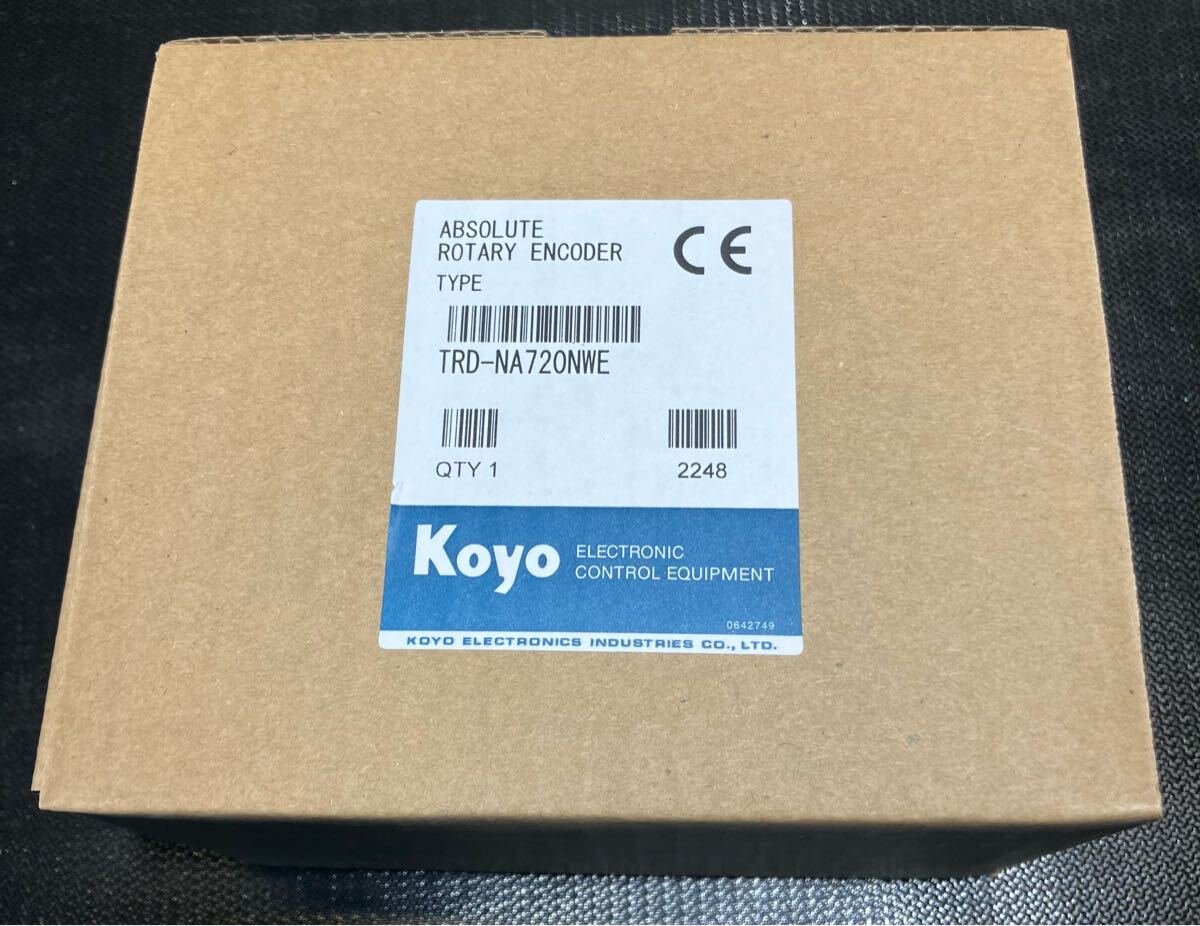 ABSOLUTE
ROTARY ENCODER
CE
TYPE
TRD-NA720NWE
QTY 1
2248
Koyo
ELECTRONIC
CONTROL EQUIPMENT
0642749
KOYO ELECTRONICS INDUSTRIES CO., LTD.